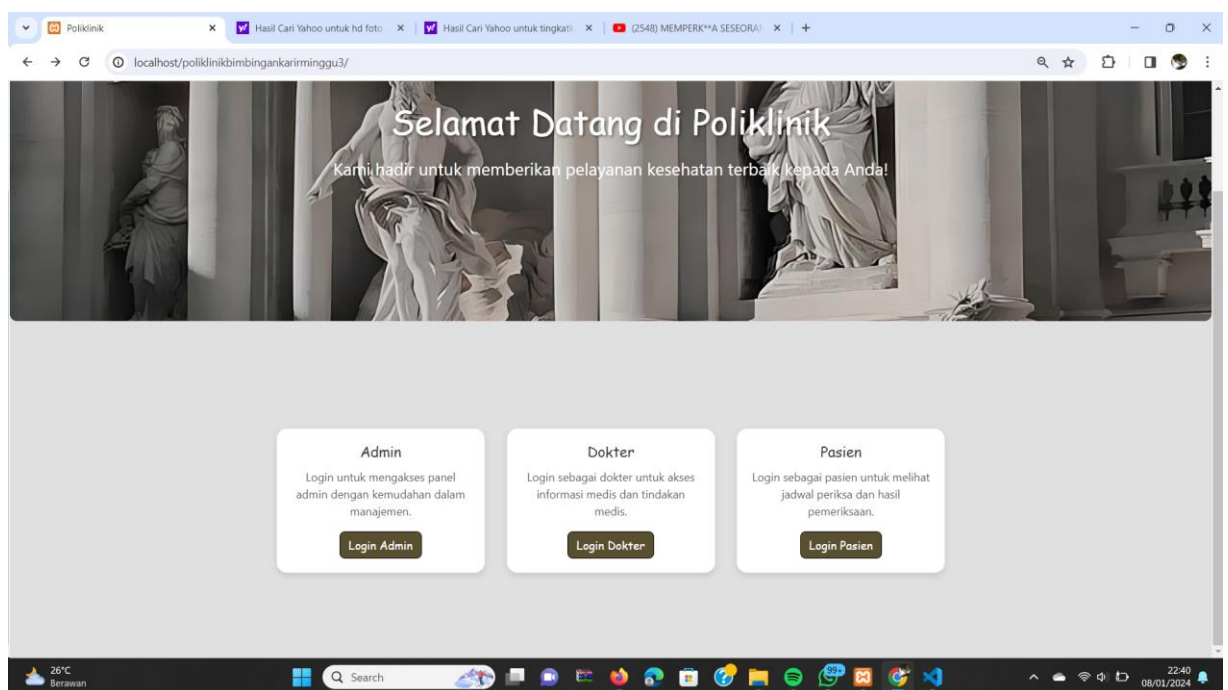 Poliklinik
Hasil Cari Yahoo untuk hd foto
Hasil Cari Yahoo untuk tingkat
(2548) MEMPERK**A SESEORA
localhost/poliklinikbimbingankarirminggu3/
Selamat Datang di Poliklinik
Kami hadir untuk memberikan pelayanan kesehatan terbaik kepada Anda!
Admin
Login untuk mengakses panel
admin dengan kemudahan dalam
manajemen.
Login Admin
Dokter
Login sebagai dokter untuk akses
informasi medis dan tindakan
medis.
Login Dokter
Pasien
Login sebagai pasien untuk melihat
jadwal periksa dan hasil
pemeriksaan.
Login Pasien
26°C
Berawan
Search
99+
22:40
08/01/2024